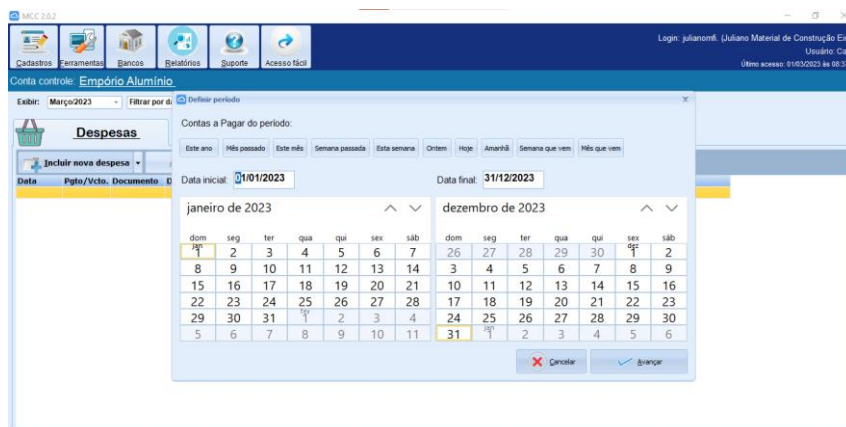 MCC 2.0.2
Cadastros Ferramentas Bancos Relatórios Suporte Acesso fácil
Login: julianomfi. (Juliano Material de Construção
Usuário:
Último acesso: 01/03/2023 às
Conta controle: Empório Alumínio
Exibir: Março/2023 Filtrar por
Definir período
Contas a Pagar do período:
Despesas
Este ano Mês passado Este mês Semana passada Esta semana Ontem Hoje Amanhã Semana que vem Mês que vem
Incluir nova despesa
Data Pgto/Vcto. Documento
Data inicial: 01/01/2023 Data final: 31/12/2023
janeiro de 2023 dezembro de 2023
dom seg ter qua qui sex sáb dom seg ter qua qui sex sáb
jan dez
1 2 3 4 5 6 7 26 27 28 29 30 1 2
8 9 10 11 12 13 14 3 4 5 6 7 8 9
15 16 17 18 19 20 21 10 11 12 13 14 15 16
22 23 24 25 26 27 28 17 18 19 20 21 22 23
fev jan
29 30 31 1 2 3 4 24 25 26 27 28 29 30
5 6 7 8 9 10 11 31 1 2 3 4 5 6
Cancelar Avançar